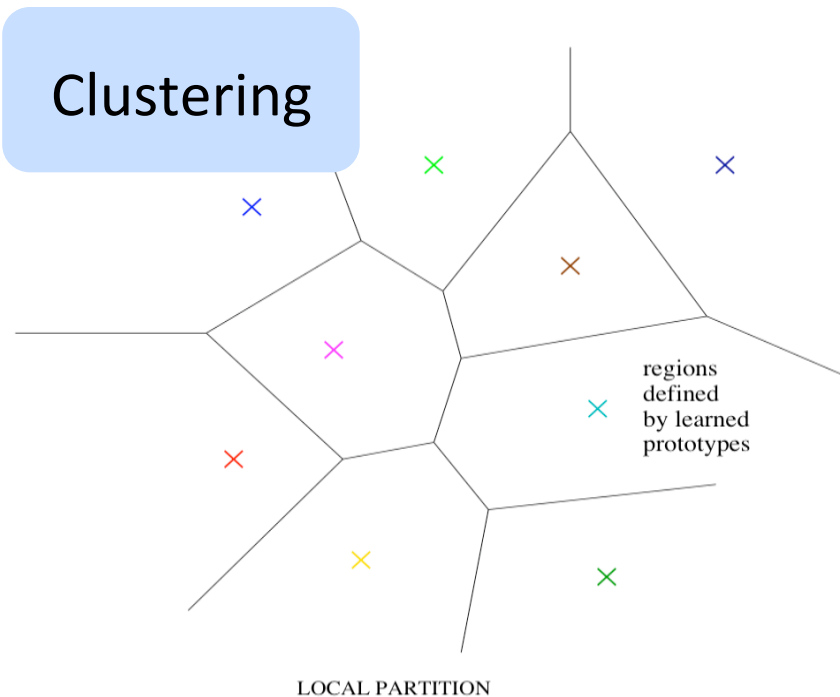 Clustering
regions
defined
by learned
prototypes
LOCAL PARTITION